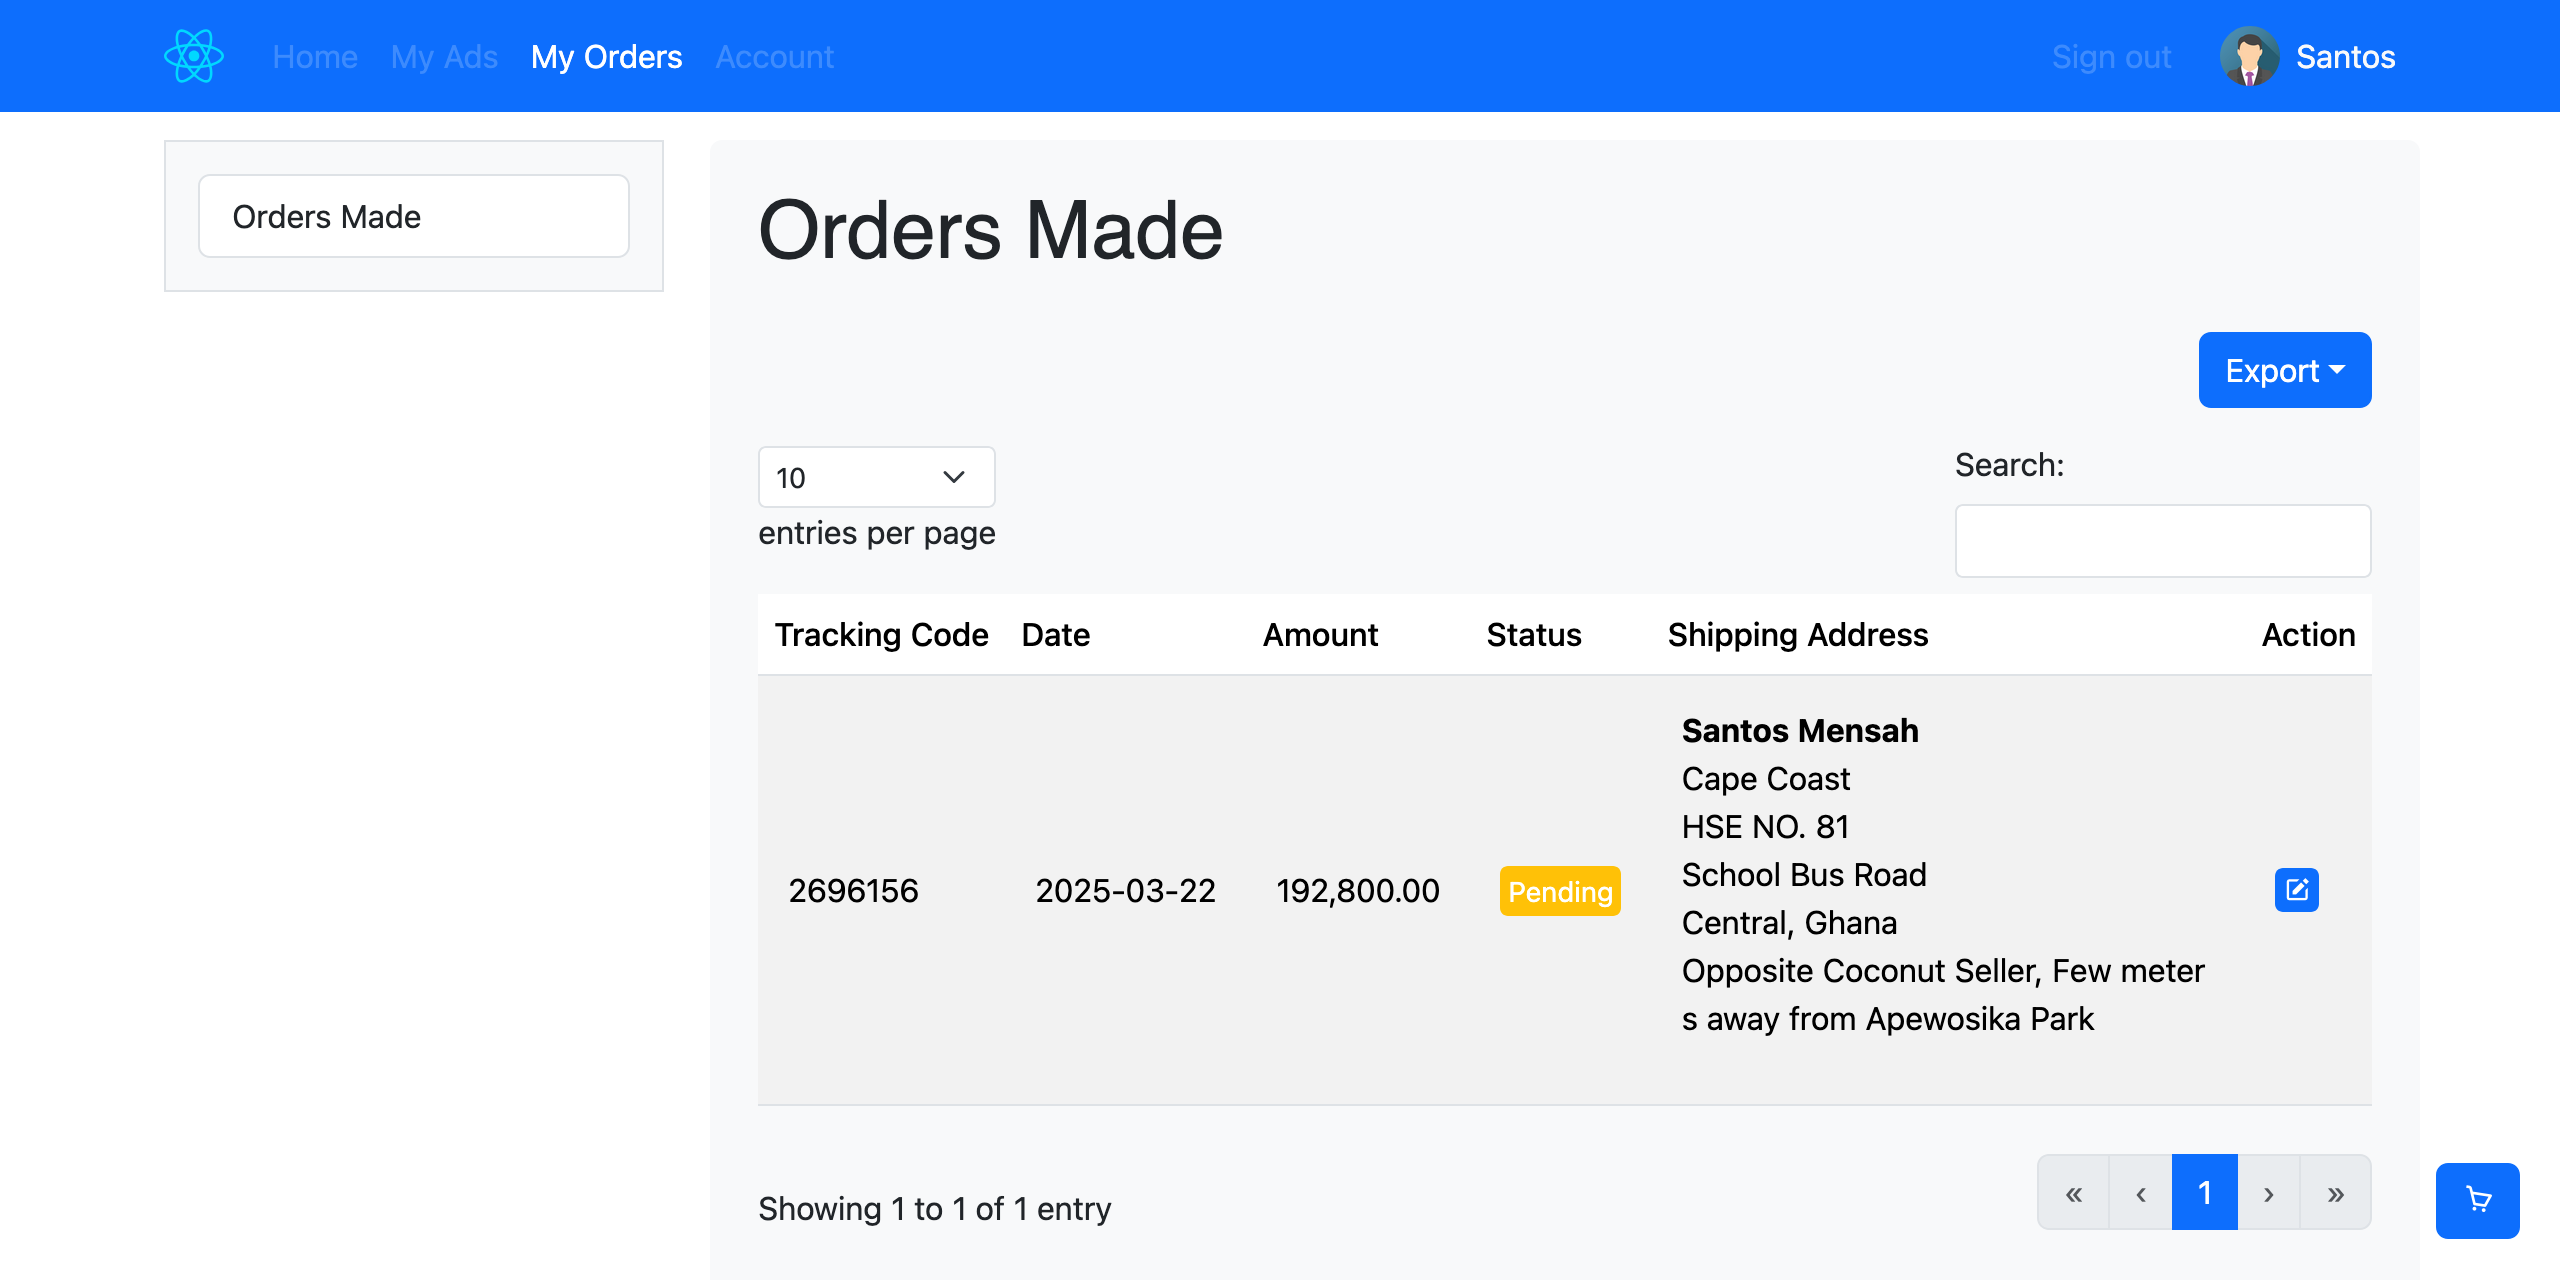 Home My Ads My Orders Account Sign out Santos
Orders Made
Orders Made
Export
10
entries per page
Search:
Tracking Code Date Amount Status Shipping Address Action
Santos Mensah
Cape Coast
HSE NO. 81
School Bus Road
2696156 2025-03-22 192,800.00 Pending
Central, Ghana
Opposite Coconut Seller, Few meter
s away from Apewosika Park
Showing 1 to 1 of 1 entry
« ‹ 1 › »